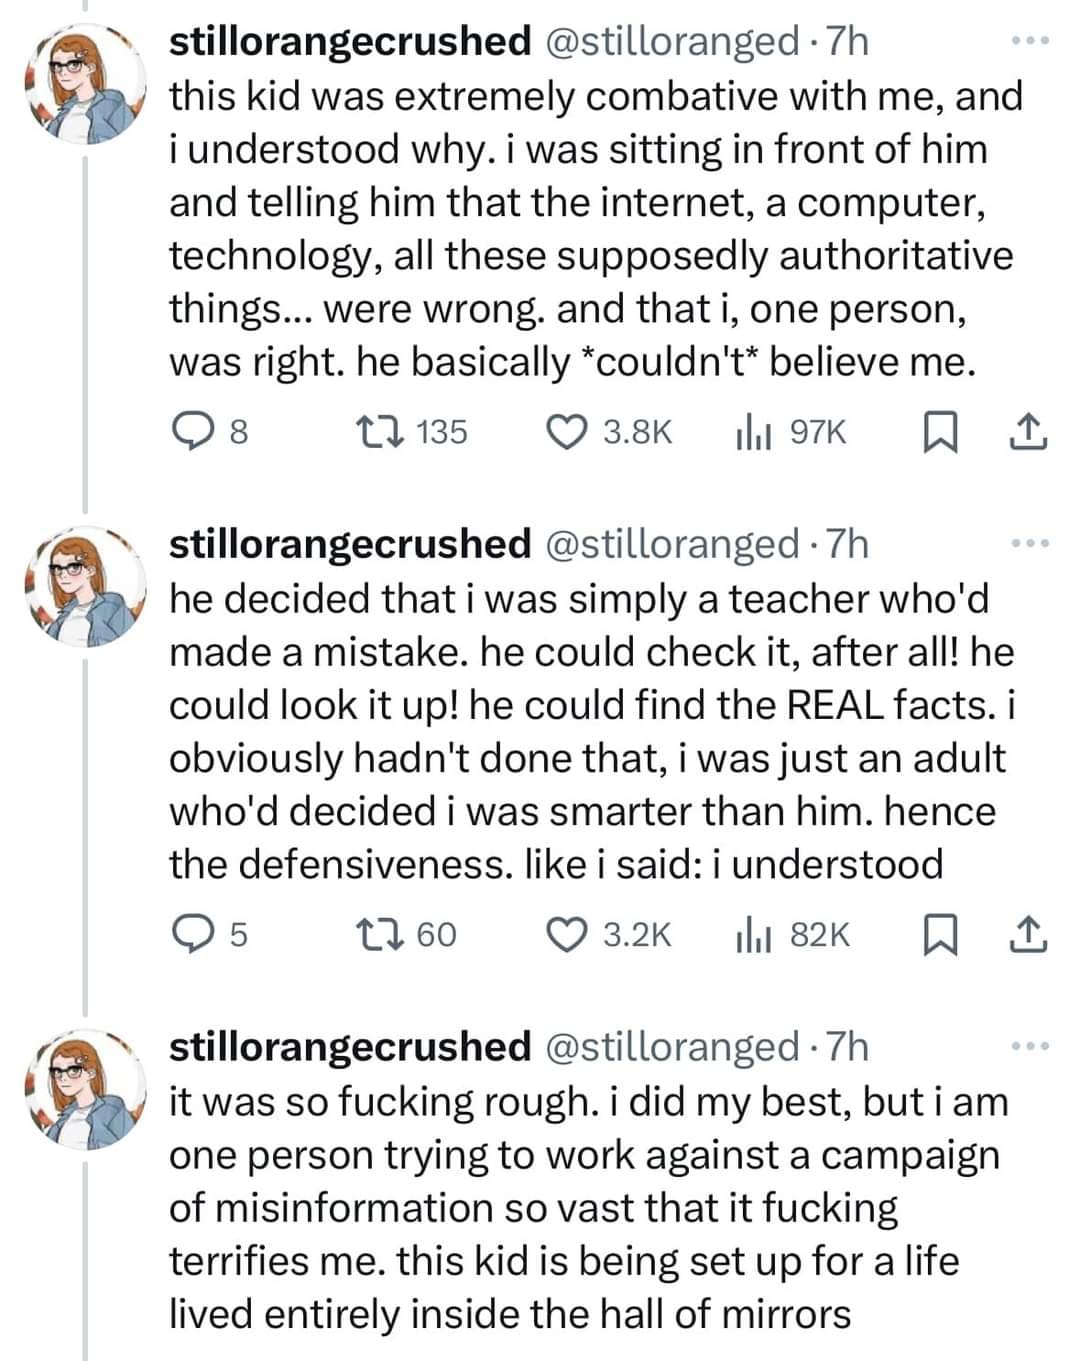 stillorangecrushed @stilloranged · 7h ...
this kid was extremely combative with me, and
i understood why. i was sitting in front of him
and telling him that the internet, a computer,
technology, all these supposedly authoritative
things... were wrong. and that i, one person,
was right. he basically *couldn't* believe me.
8 135 3.8K 97K
stillorangecrushed @stilloranged · 7h ...
he decided that i was simply a teacher who'd
made a mistake. he could check it, after all! he
could look it up! he could find the REAL facts. i
obviously hadn't done that, i was just an adult
who'd decided i was smarter than him. hence
the defensiveness. like i said: i understood
5 60 3.2K 82K
stillorangecrushed @stilloranged · 7h ...
it was so fucking rough. i did my best, but i am
one person trying to work against a campaign
of misinformation so vast that it fucking
terrifies me. this kid is being set up for a life
lived entirely inside the hall of mirrors